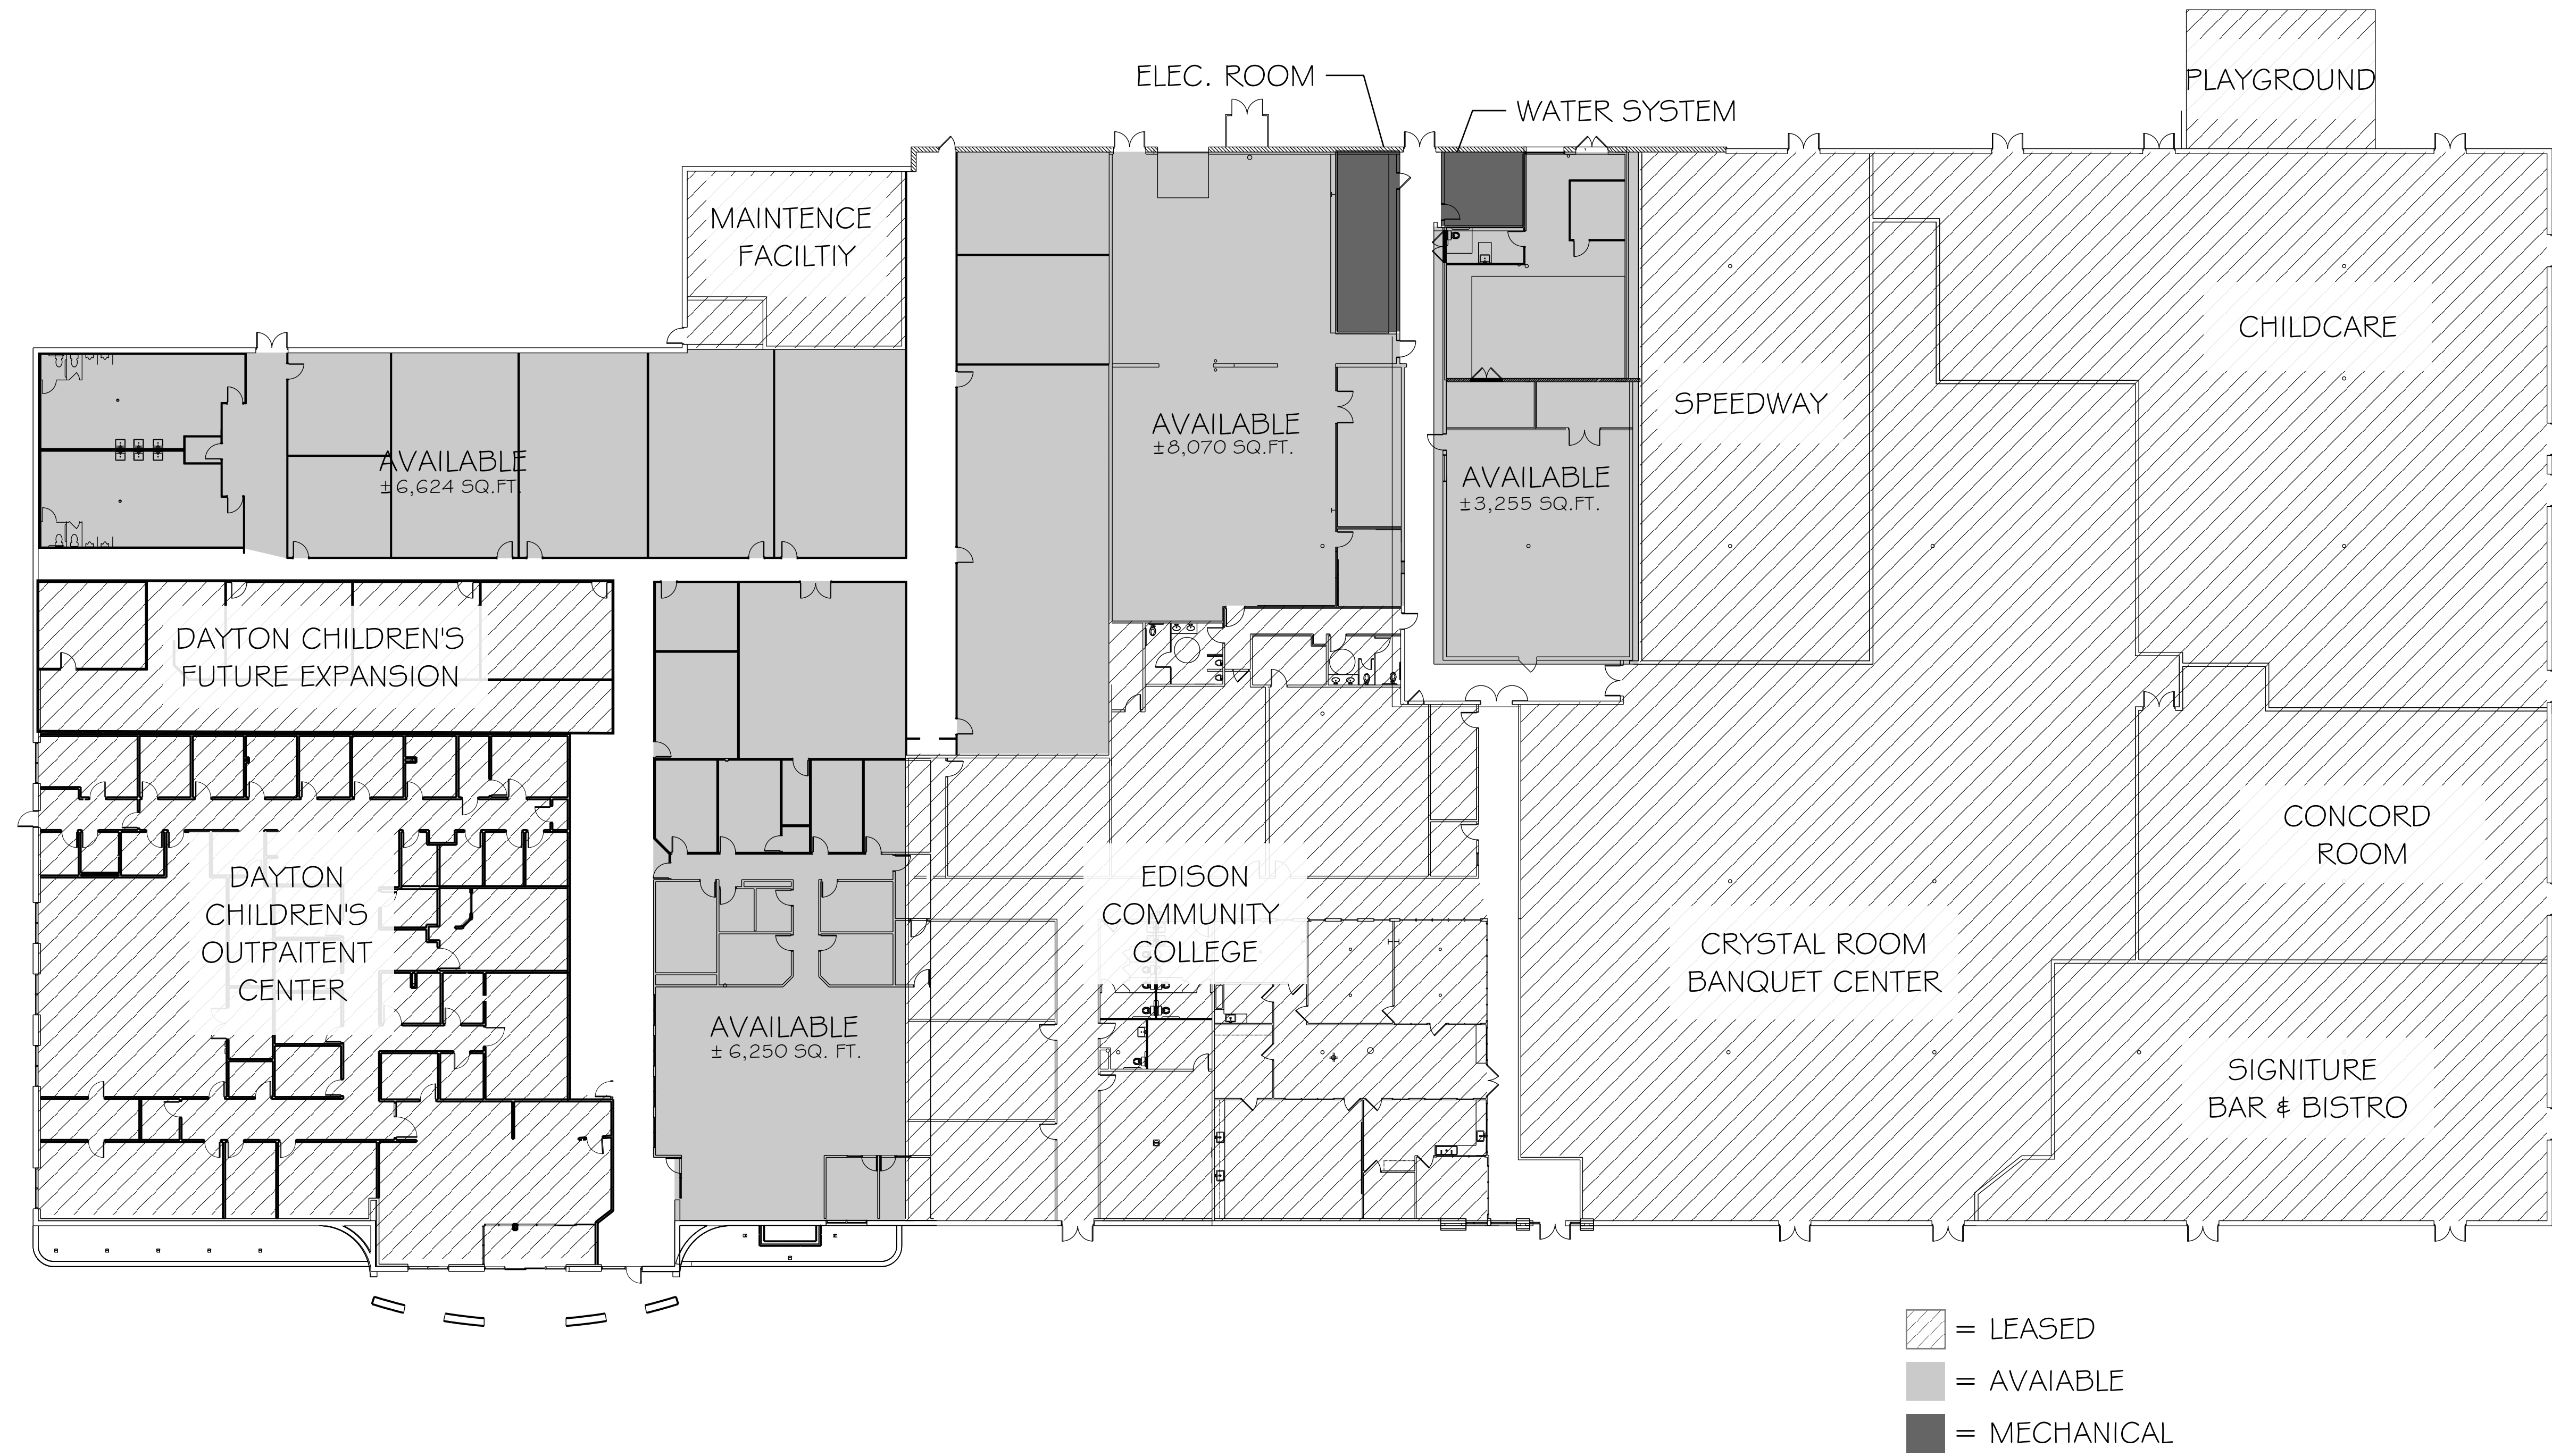 PLAYGROUND
ELEC. ROOM
WATER SYSTEM
MAINTENCE
FACILTIY
CHILDCARE
SPEEDWAY
AVAILABLE
±8,070 SQ.FT.
AVAILABLE
±6,624 SQ.FT.
AVAILABLE
±3,255 SQ.FT.
DAYTON CHILDREN'S
FUTURE EXPANSION
CONCORD
ROOM
DAYTON
CHILDREN'S
OUTPAITENT
CENTER
EDISON
COMMUNITY
COLLEGE
CRYSTAL ROOM
BANQUET CENTER
AVAILABLE
± 6,250 SQ. FT.
SIGNITURE
BAR & BISTRO
= LEASED
= AVAIABLE
= MECHANICAL